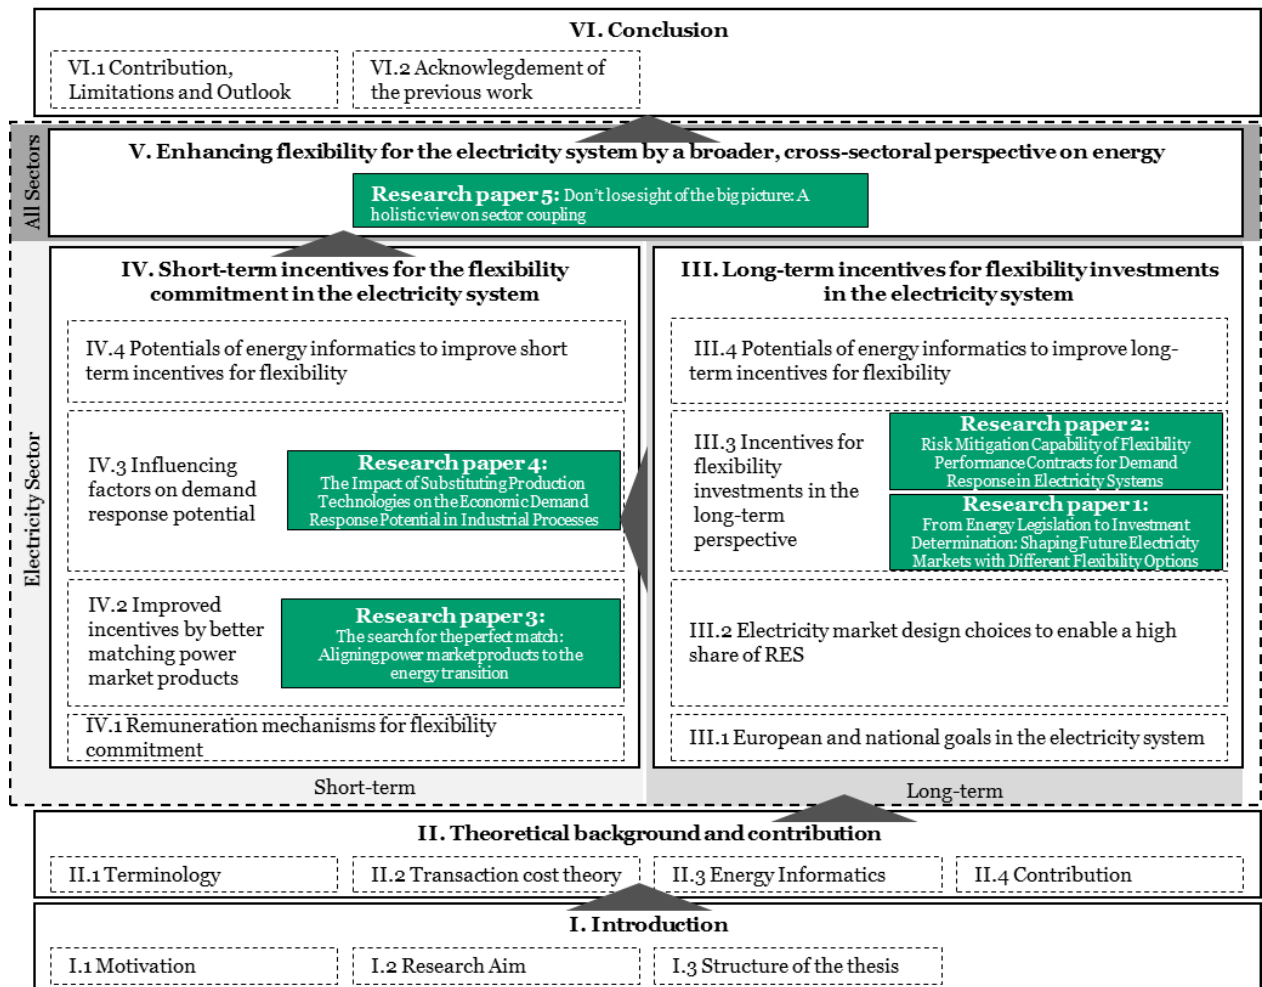 VI. Conclusion
VI.1 Contribution,
Limitations and Outlook
VI.2 Acknowlegdement of
the previous work
All Sectors
V. Enhancing flexibility for the electricity system by a broader, cross-sectoral perspective on energy
Research paper 5: Don't lose sight of the big picture: A
holistic view on sector coupling
Electricity Sector
IV. Short-term incentives for the flexibility
commitment in the electricity system
IV.4 Potentials of energy informatics to improve short
term incentives for flexibility
IV.3 Influencing
factors on demand
response potential
Research paper 4:
The Impact of Substituting Production
Technologies on the Economic Demand
Response Potential in Industrial Processes
IV.2 Improved
incentives by better
matching power
market products
Research paper 3:
The search for the perfect match:
Aligning power market products to the
energy transition
IV.1 Remuneration mechanisms for flexibility
commitment
Short-term
III. Long-term incentives for flexibility investments
in the electricity system
III.4 Potentials of energy informatics to improve long-
term incentives for flexibility
III.3 Incentives for
flexibility
investments in the
long-term
perspective
Research paper 2:
Risk Mitigation Capability of Flexibility
Performance Contracts for Demand
Response in Electricity Systems
Research paper 1:
From Energy Legislation to Investment
Determination: Shaping Future Electricity
Markets with Different Flexibility Options
III.2 Electricity market design choices to enable a high
share of RES
III.1 European and national goals in the electricity system
Long-term
II. Theoretical background and contribution
II.1 Terminology
II.2 Transaction cost theory
II.3 Energy Informatics
II.4 Contribution
I. Introduction
I.1 Motivation
I.2 Research Aim
I.3 Structure of the thesis